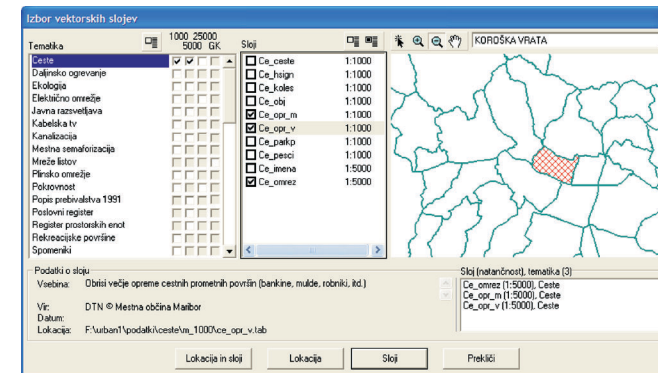 Izbor vektorskih slojev
Tematika
1000 25000
5000 GK
Sloji
KOROŠKA VRATA
Ceste
Daljinsko ogrevanje
Ekologija
Električno omrežje
Javna razsvetljava
Kabelska tv
Kanalizacija
Mestna semaforizacija
Mreže listov
Plinsko omrežje
Pokrovnost
Popis prebivalstva 1991
Poslovni register
Register prostorskih enot
Rekreacijske površine
Spomeniki
Ce_ceste 1:1000
Ce_hsign 1:1000
Ce_koles 1:1000
Ce_obj 1:1000
Ce_opr_m 1:1000
Ce_opr_v 1:1000
Ce_parkp 1:1000
Ce_pesci 1:1000
Ce_imena 1:5000
Ce_omrez 1:5000
Podatki o sloju
Vsebina: Obrisi večje opreme cestnih prometnih površin (bankine, mulde, robniki, itd.)
Vir: DTN © Mestna občina Maribor
Datum:
Lokacija: F:\urban1\podatki\ceste\m_1000\ce_opr_v.tab
Sloj (natančnost), tematika (3)
Ce_omrez (1:5000), Ceste
Ce_opr_m (1:1000), Ceste
Ce_opr_v (1:1000), Ceste
Lokacija in sloji
Lokacija
Sloji
Prekliči